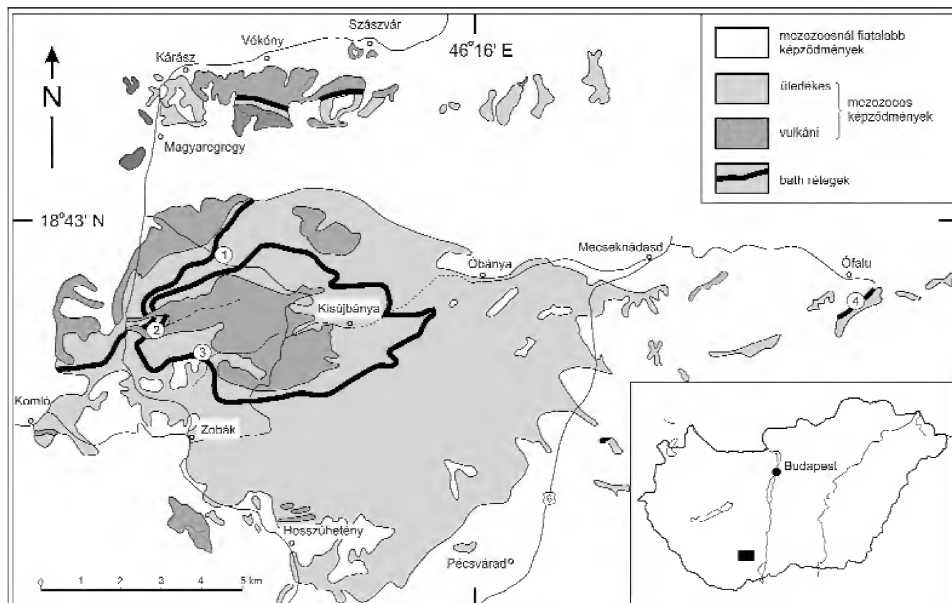 Szászvár
Vékény
Kárász
46°16' E
N
Magyaregregy
18°43' N
mezozoosnál fiatalabb
képződmények
üledékes
mezozoos
képződmények
vulkáni
bath rétegek
1
Mecseknádasd
Óbánya
Ófalu
4
Kisújbánya
2
3
Komló
Zobák
6
Budapest
Hosszúhetény
Pécsvárad
0 1 2 3 4 5 km